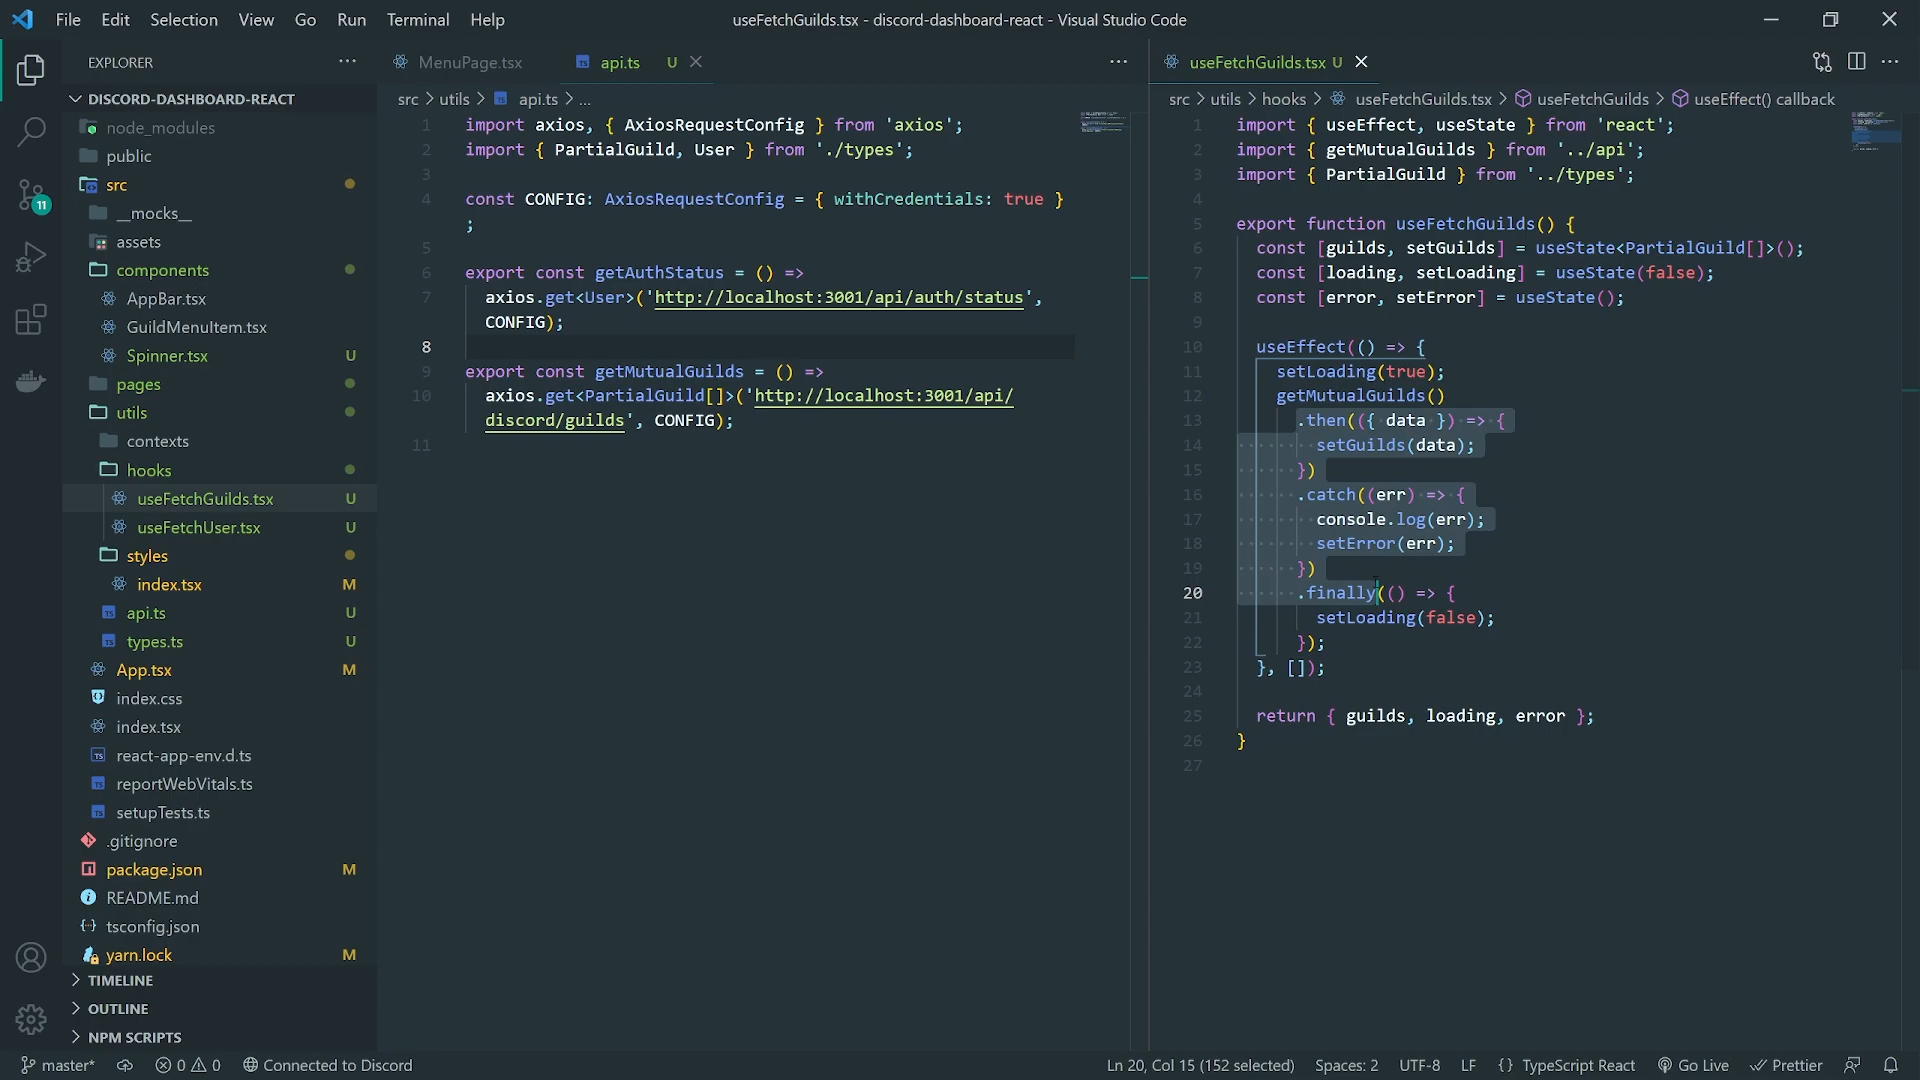 File Edit Selection View Go Run Terminal Help
useFetchGuilds.tsx - discord-dashboard-react - Visual Studio Code
EXPLORER
DISCORD-DASHBOARD-REACT
node_modules
public
src
__mocks__
assets
components
AppBar.tsx
GuildMenuItem.tsx
Spinner.tsx U
pages
utils
contexts
hooks
useFetchGuilds.tsx U
useFetchUser.tsx U
styles
index.tsx M
api.ts U
types.ts U
App.tsx M
index.css
index.tsx
react-app-env.d.ts
reportWebVitals.ts
setupTests.ts
.gitignore
package.json M
README.md
tsconfig.json
yarn.lock M
TIMELINE
OUTLINE
NPM SCRIPTS
11
MenuPage.tsx
api.ts U
src > utils > api.ts > ...
1 import axios, { AxiosRequestConfig } from 'axios';
2 import { PartialGuild, User } from './types';
3
4 const CONFIG: AxiosRequestConfig = { withCredentials: true }
;
5
6 export const getAuthStatus = () =>
7 axios.get<User>('http://localhost:3001/api/auth/status',
CONFIG);
8
9 export const getMutualGuilds = () =>
10 axios.get<PartialGuild[]>('http://localhost:3001/api/
discord/guilds', CONFIG);
11
useFetchGuilds.tsx U
src > utils > hooks > useFetchGuilds.tsx > useFetchGuilds > useEffect() callback
1 import { useEffect, useState } from 'react';
2 import { getMutualGuilds } from '../api';
3 import { PartialGuild } from '../types';
4
5 export function useFetchGuilds() {
6 const [guilds, setGuilds] = useState<PartialGuild[]>();
7 const [loading, setLoading] = useState(false);
8 const [error, setError] = useState();
9
10 useEffect(() => {
11 setLoading(true);
12 getMutualGuilds()
13 .then(({ data }) => {
14 setGuilds(data);
15 })
16 .catch((err) => {
17 console.log(err);
18 setError(err);
19 })
20 .finally(() => {
21 setLoading(false);
22 });
23 }, []);
24
25 return { guilds, loading, error };
26 }
27
master* 0 0 Connected to Discord
Ln 20, Col 15 (152 selected) Spaces: 2 UTF-8 LF {} TypeScript React Go Live Prettier